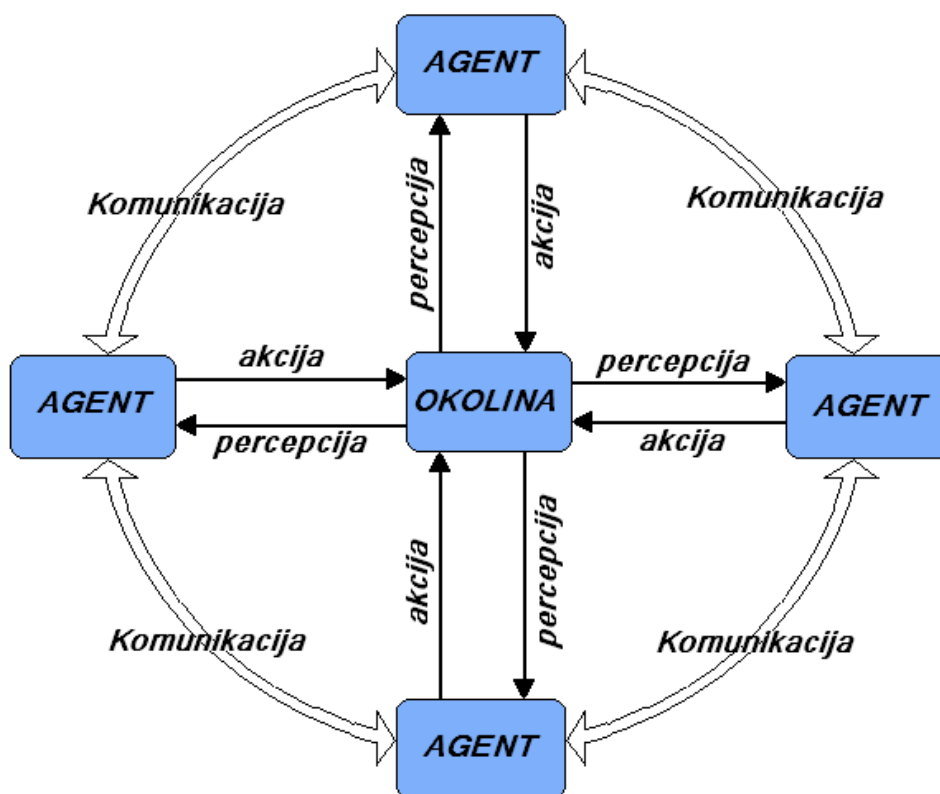 AGENT
Komunikacija
Komunikacija
percepcija
akcija
akcija
percepcija
AGENT
OKOLINA
AGENT
percepcija
akcija
akcija
percepcija
Komunikacija
Komunikacija
AGENT